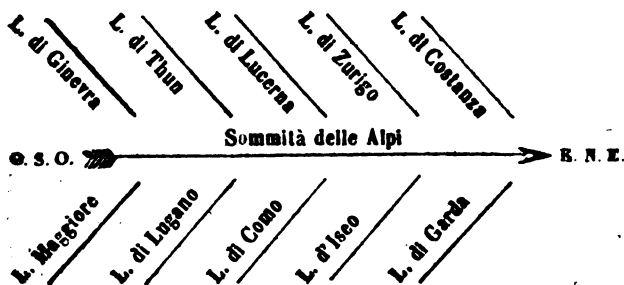 L. di Ginevra
L. di Thun
L. di Lucerna
L. di Zurigo
L. di Costanza
Sommità delle Alpi
O. S. O.
E. N. E.
L. Maggiore
L. di Lugano
L. di Como
L. d'Iseo
L. di Garda